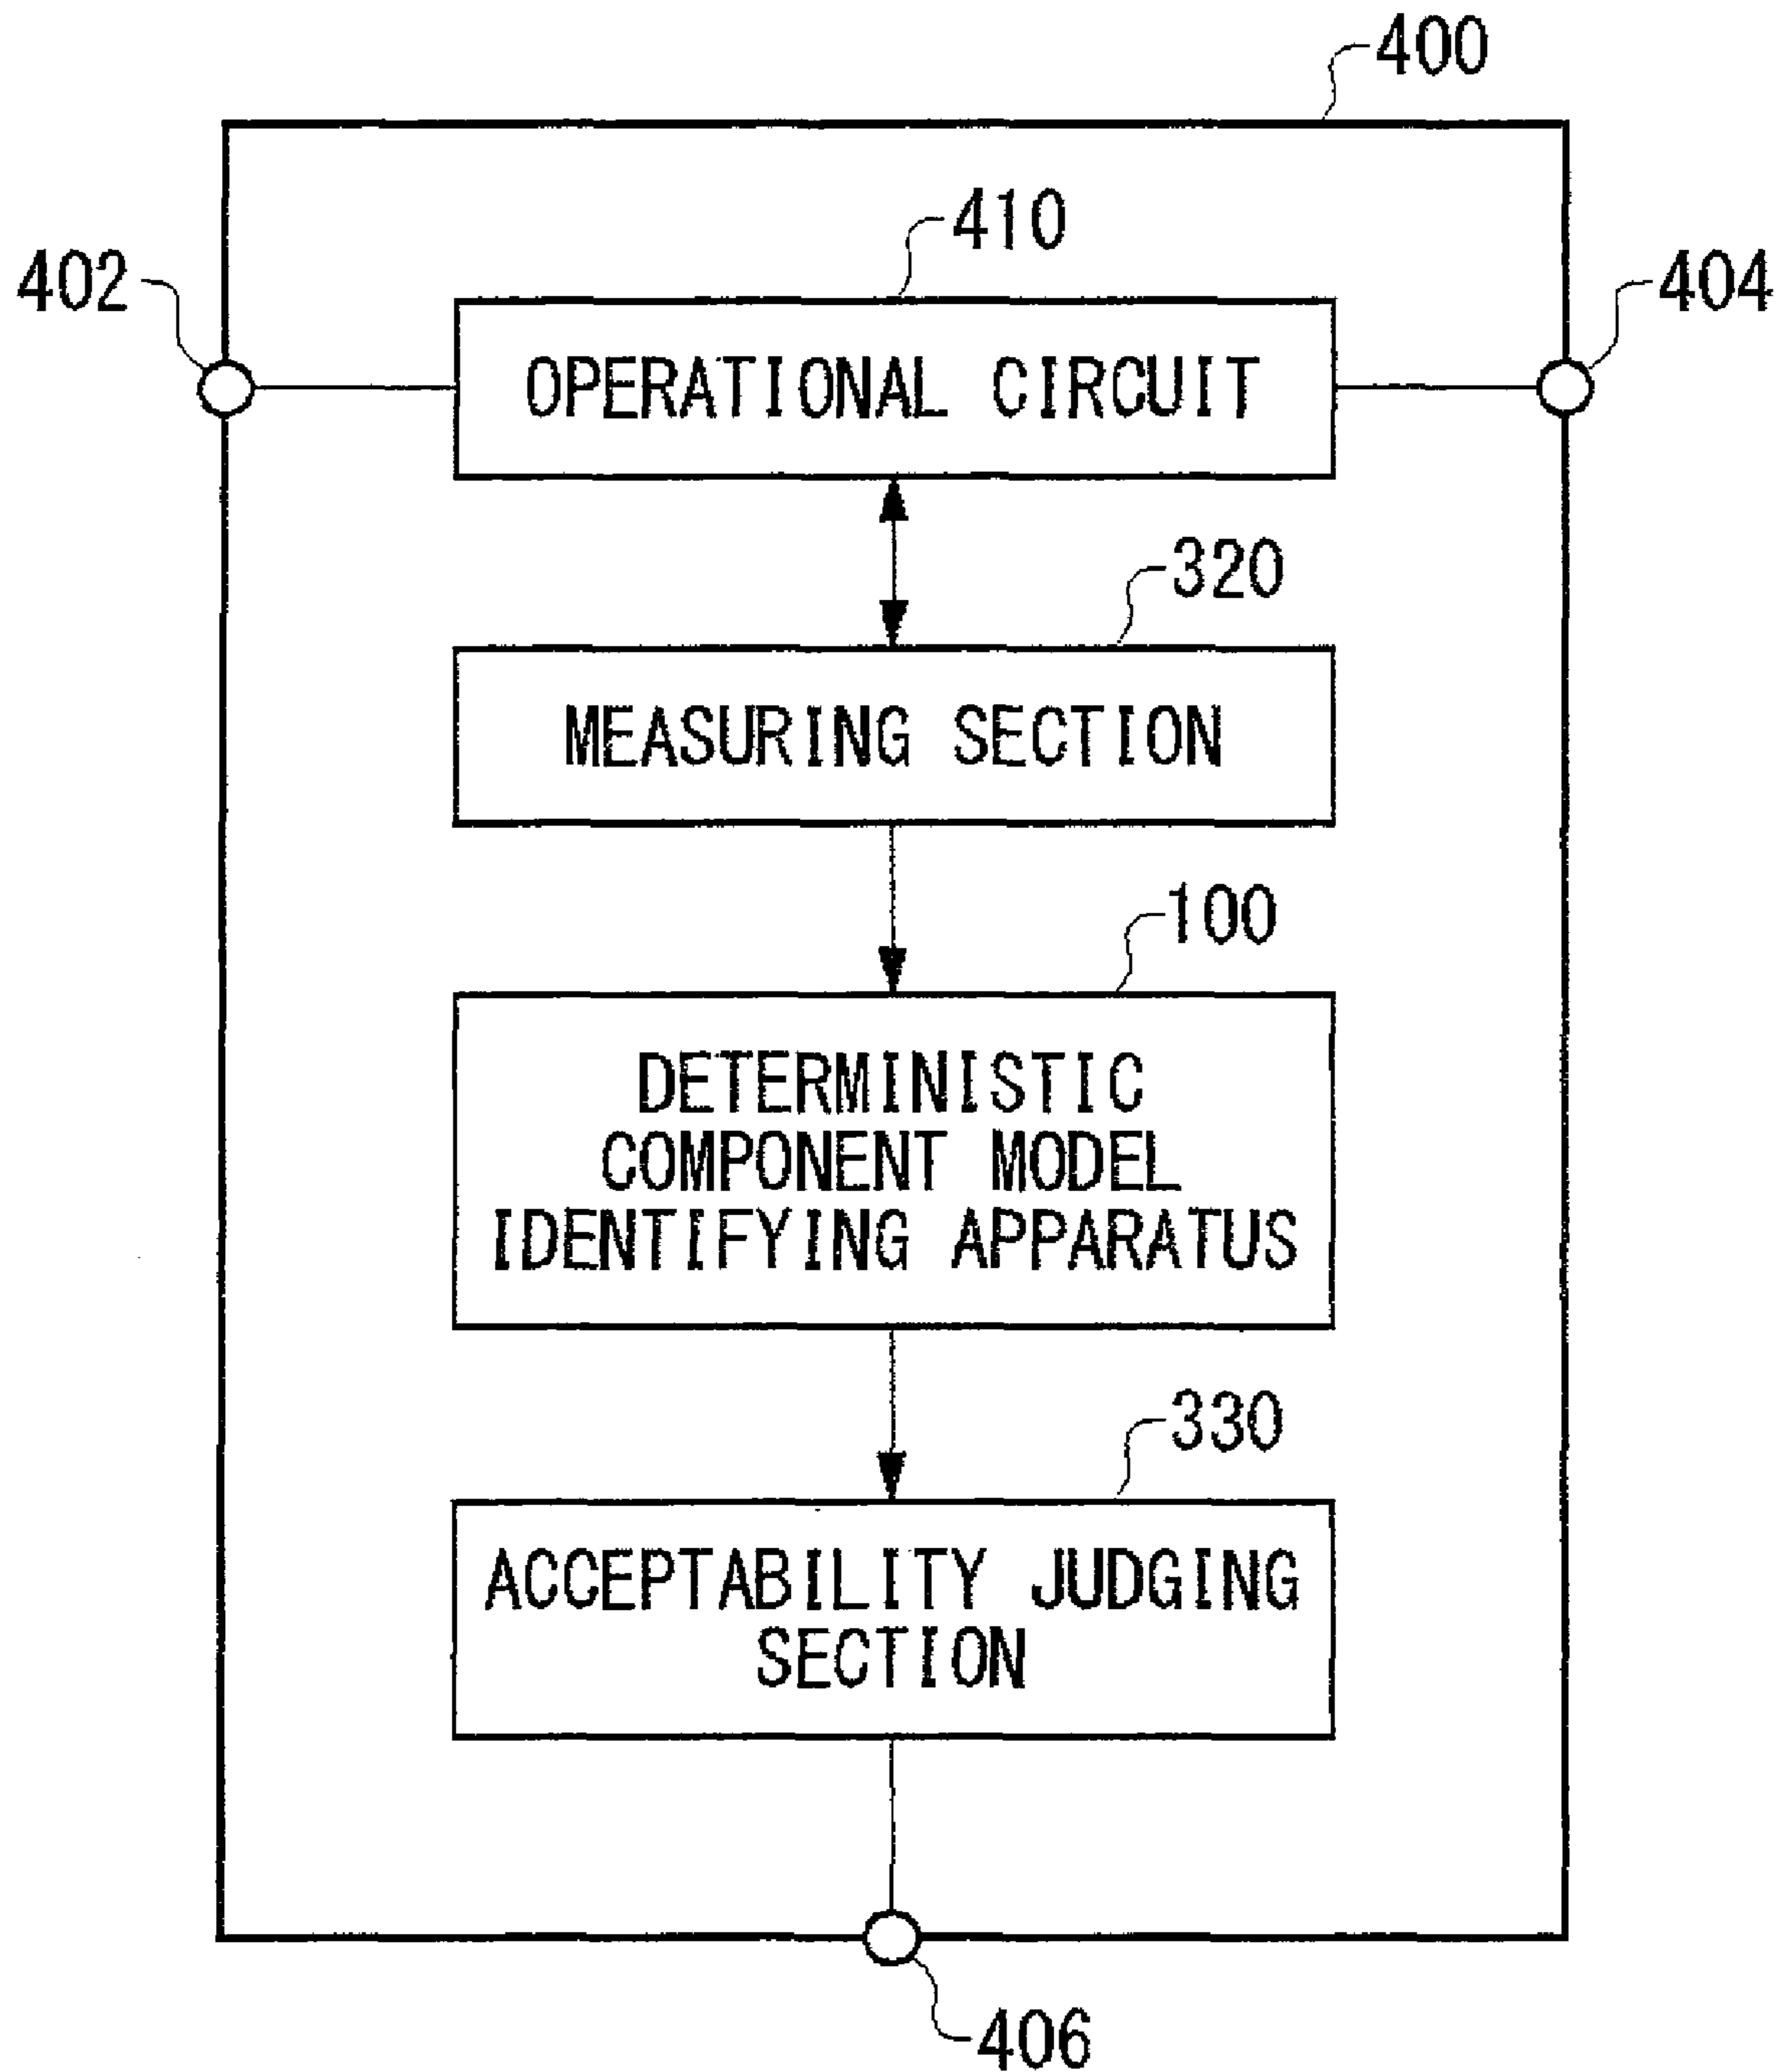 400
410
402
404
OPERATIONAL CIRCUIT
320
MEASURING SECTION
100
DETERMINISTIC
COMPONENT MODEL
IDENTIFYING APPARATUS
330
ACCEPTABILITY JUDGING
SECTION
406